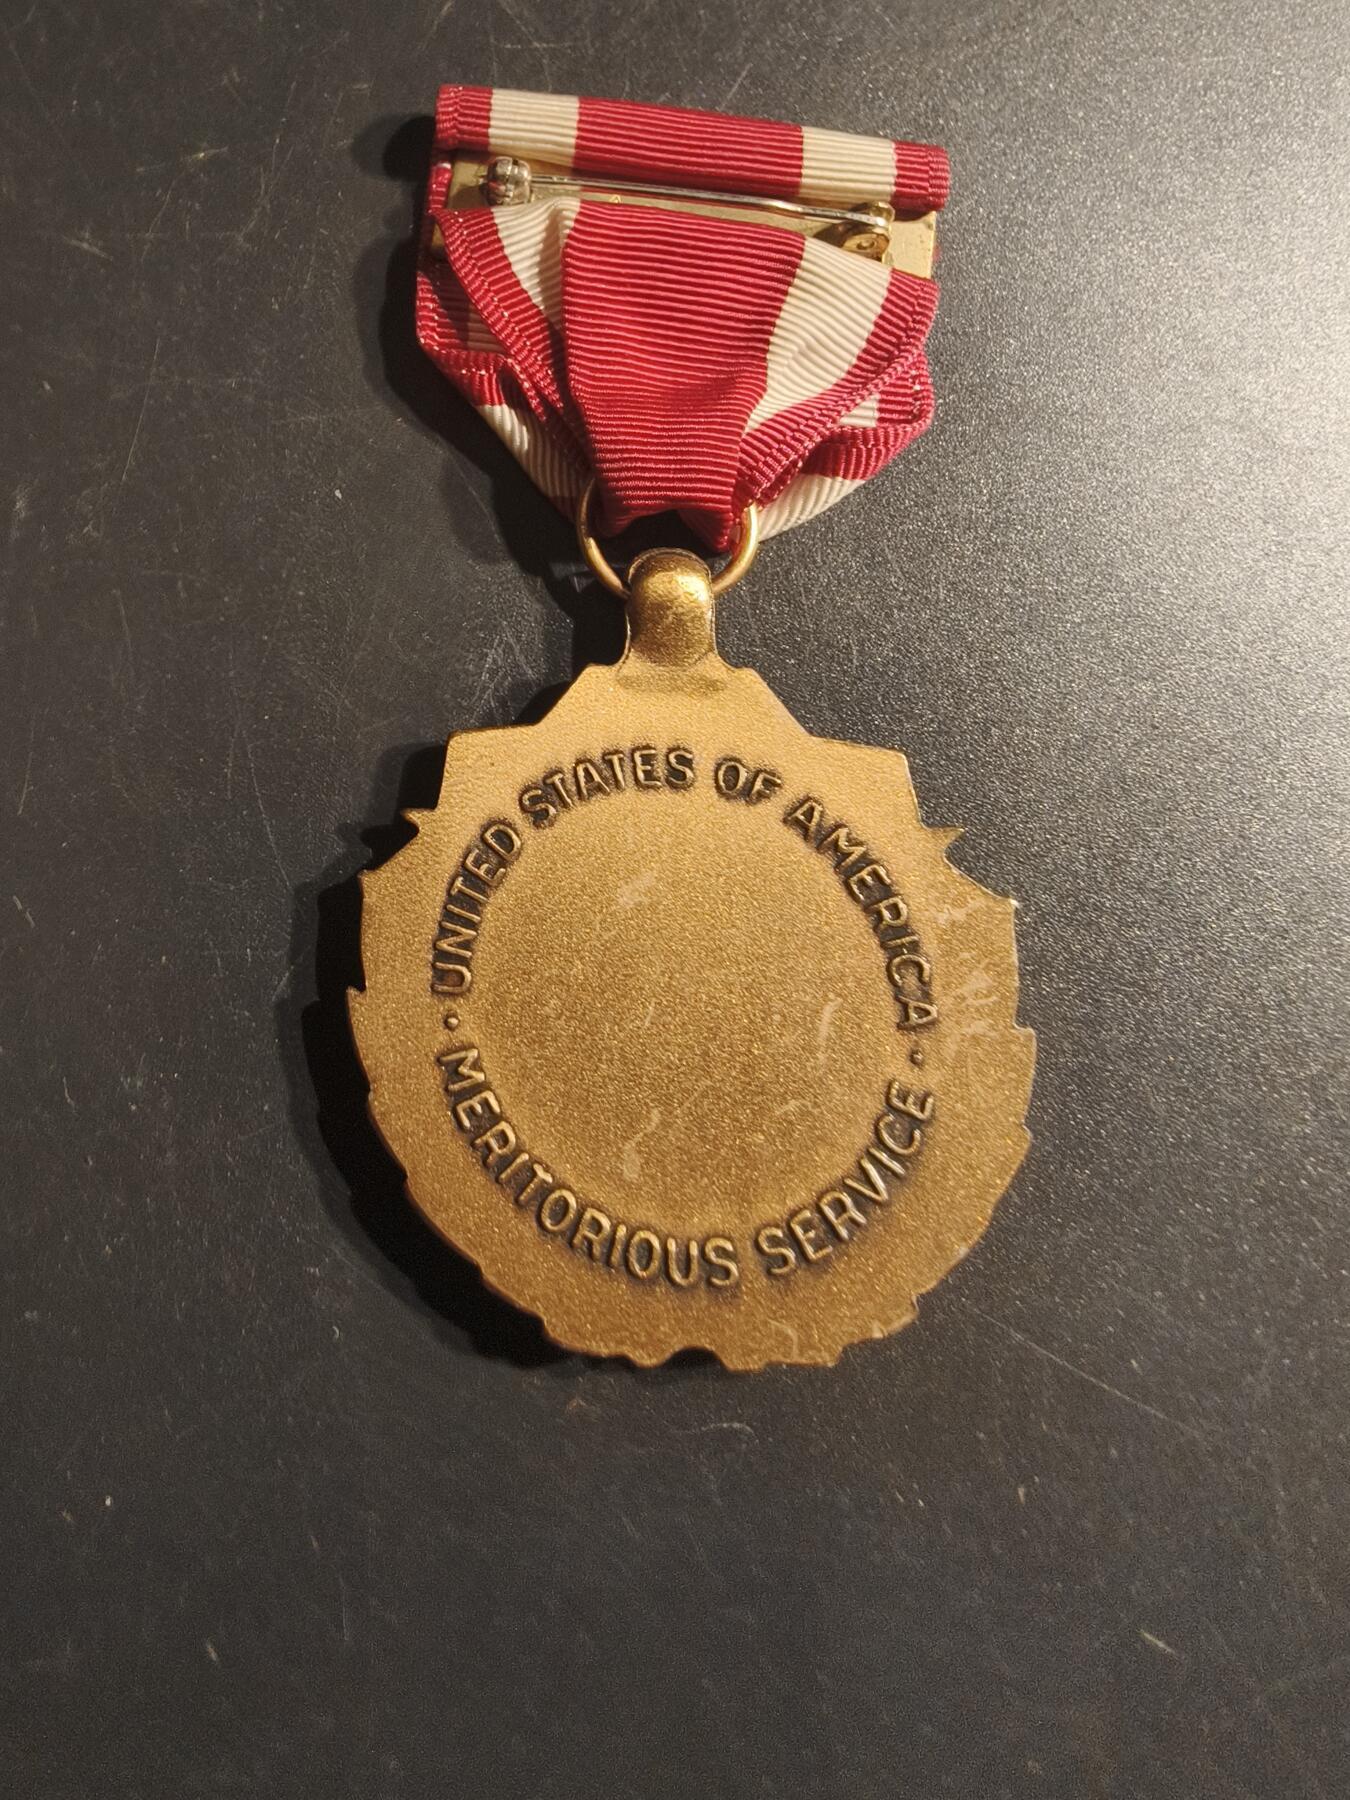 UNITED STATES OF AMERICA
• MERITORIOUS SERVICE •